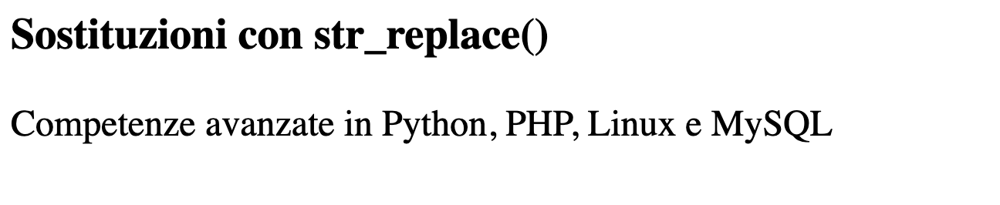 Sostituzioni con str_replace()
Competenze avanzate in Python, PHP, Linux e MySQL